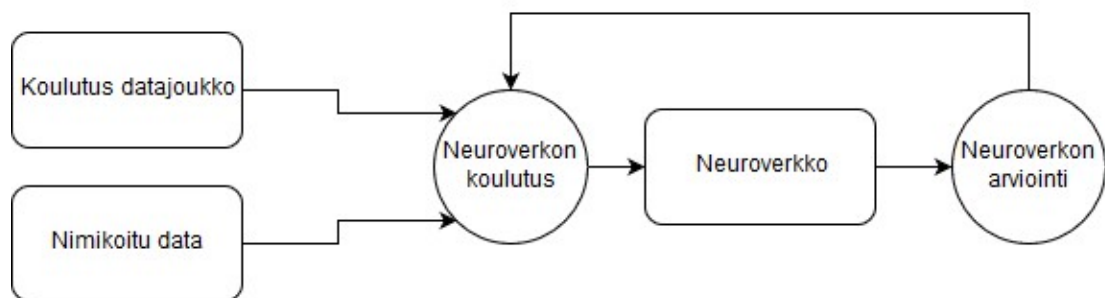 Koulutus datajoukko
Nimikoitu data
Neuroverkon
koulutus
Neuroverkko
Neuroverkon
arviointi